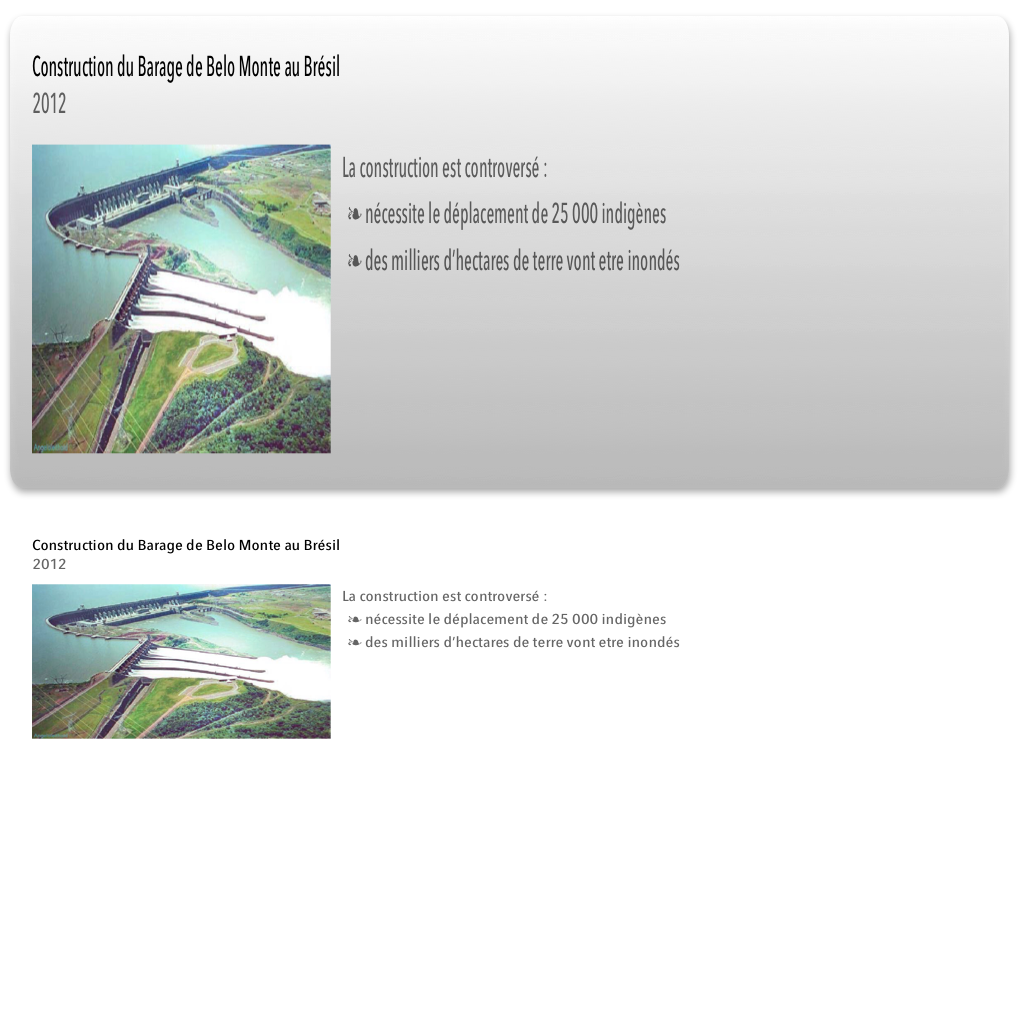 Construction du Barage de Belo Monte au Brésil
2012
La construction est controversé :
❧ nécessite le déplacement de 25 000 indigènes
❧ des milliers d’hectares de terre vont etre inondés
Construction du Barage de Belo Monte au Brésil
2012
La construction est controversé :
❧ nécessite le déplacement de 25 000 indigènes
❧ des milliers d’hectares de terre vont etre inondés